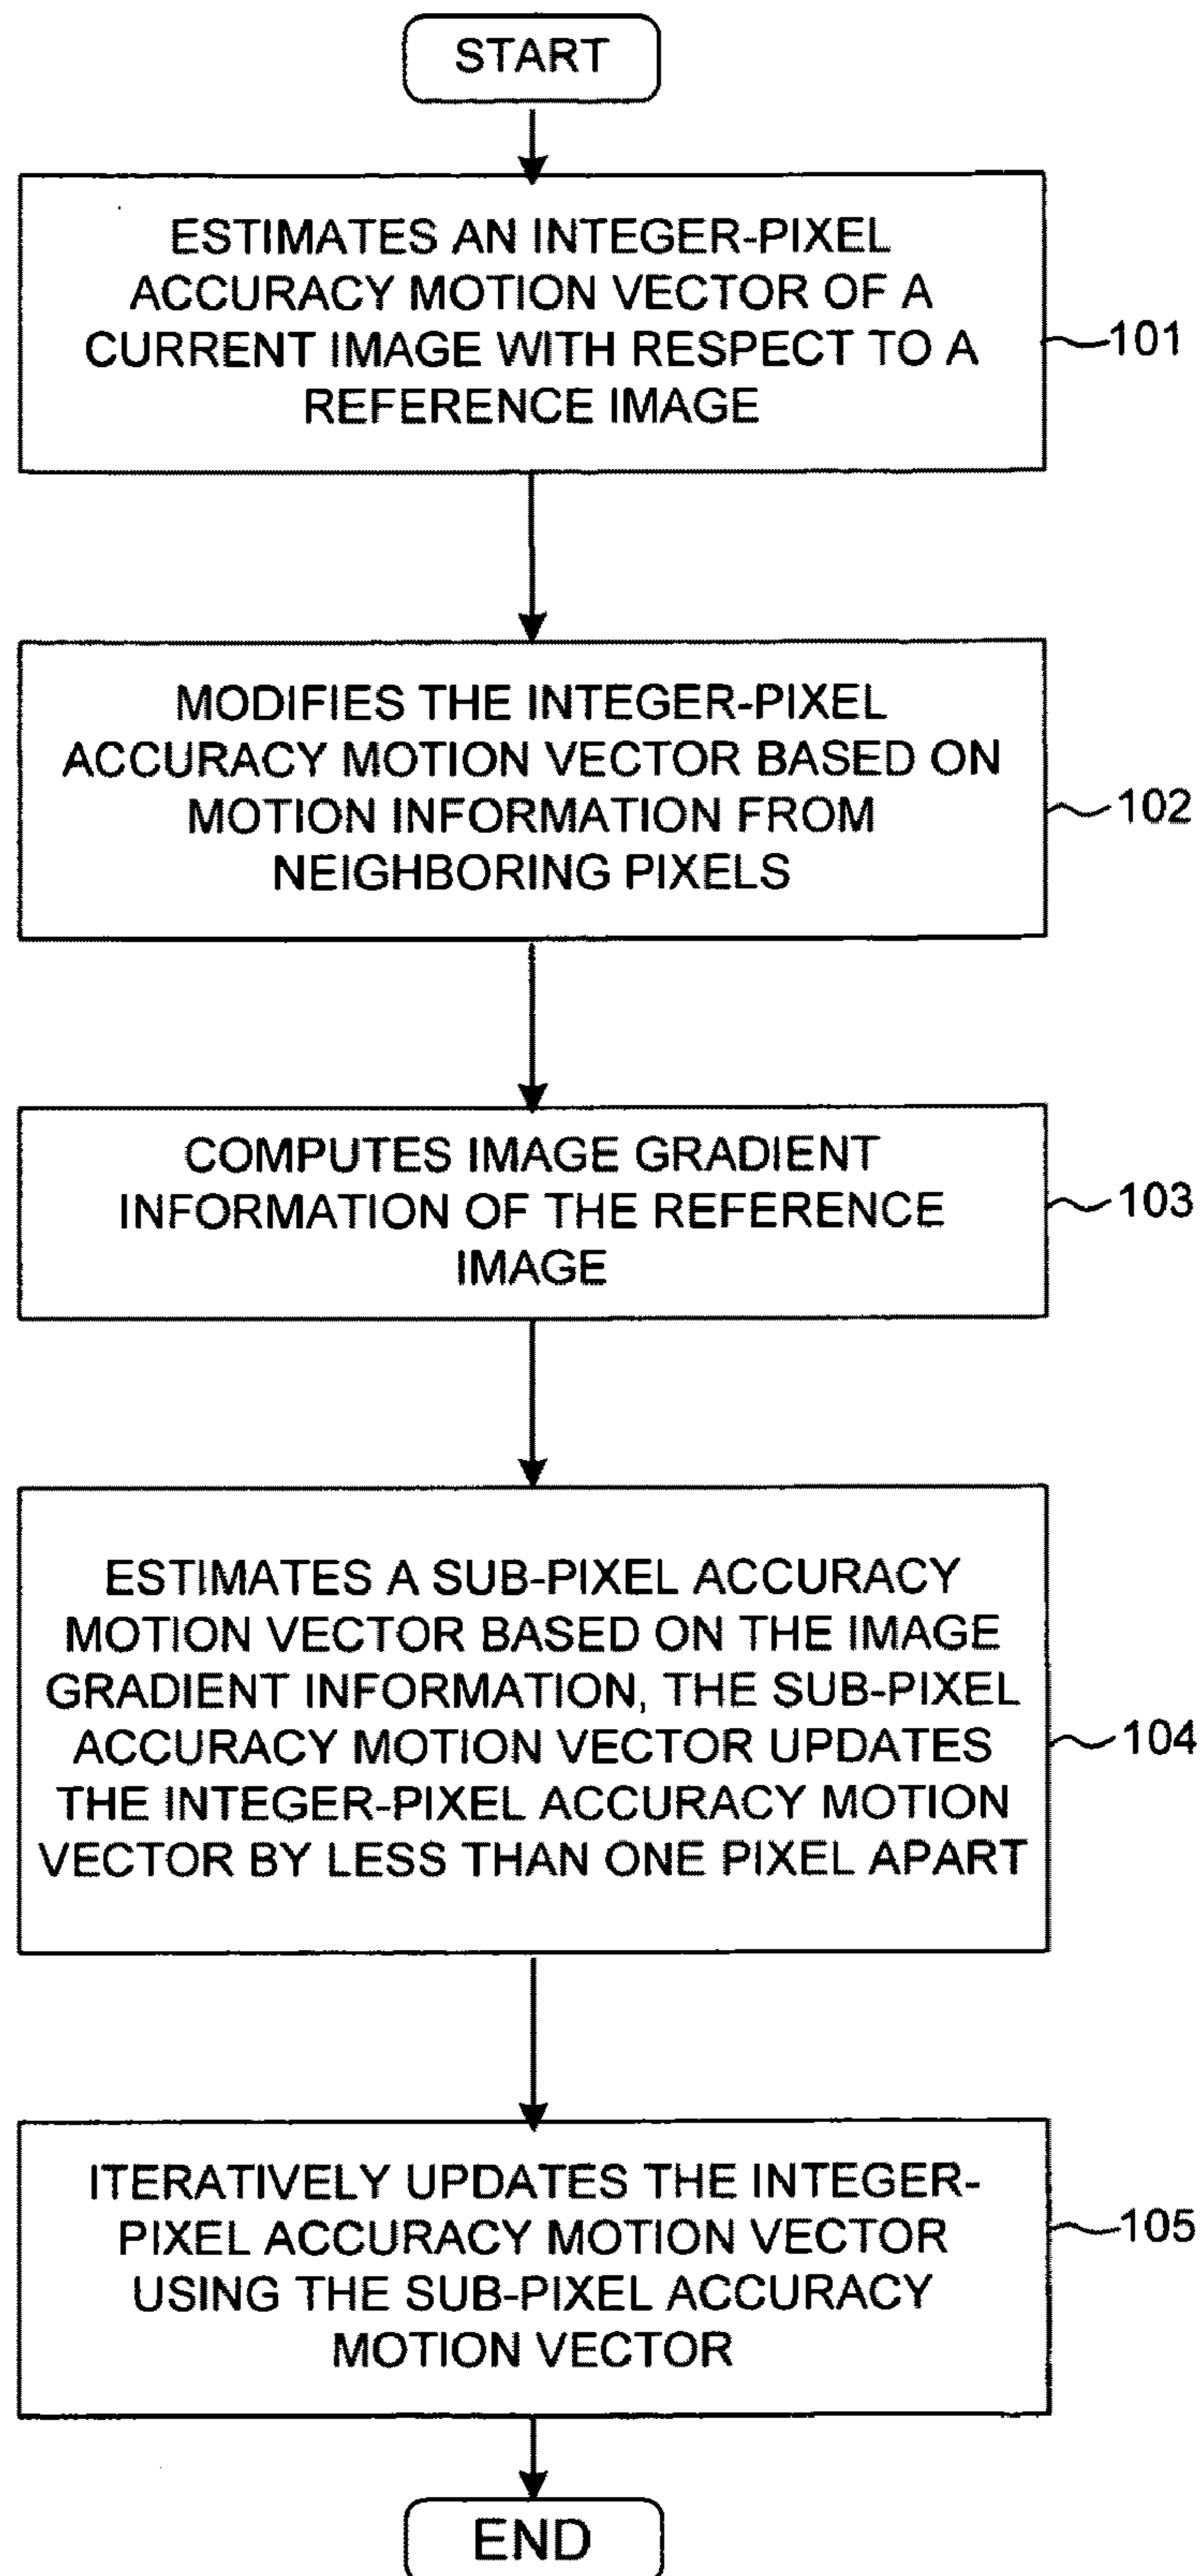 START
ESTIMATES AN INTEGER-PIXEL
ACCURACY MOTION VECTOR OF A
CURRENT IMAGE WITH RESPECT TO A
REFERENCE IMAGE
101
MODIFIES THE INTEGER-PIXEL
ACCURACY MOTION VECTOR BASED ON
MOTION INFORMATION FROM
NEIGHBORING PIXELS
102
COMPUTES IMAGE GRADIENT
INFORMATION OF THE REFERENCE
IMAGE
103
ESTIMATES A SUB-PIXEL ACCURACY
MOTION VECTOR BASED ON THE IMAGE
GRADIENT INFORMATION, THE SUB-PIXEL
ACCURACY MOTION VECTOR UPDATES
THE INTEGER-PIXEL ACCURACY MOTION
VECTOR BY LESS THAN ONE PIXEL APART
104
ITERATIVELY UPDATES THE INTEGER-
PIXEL ACCURACY MOTION VECTOR
USING THE SUB-PIXEL ACCURACY
MOTION VECTOR
105
END